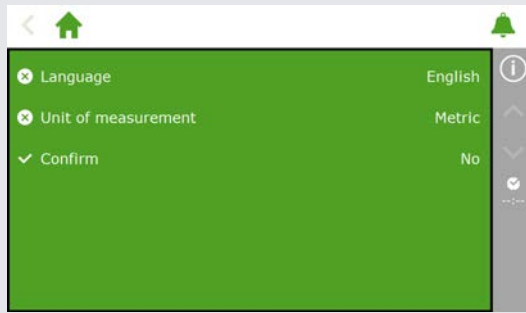 Language English
Unit of measurement Metric
Confirm No
--:--